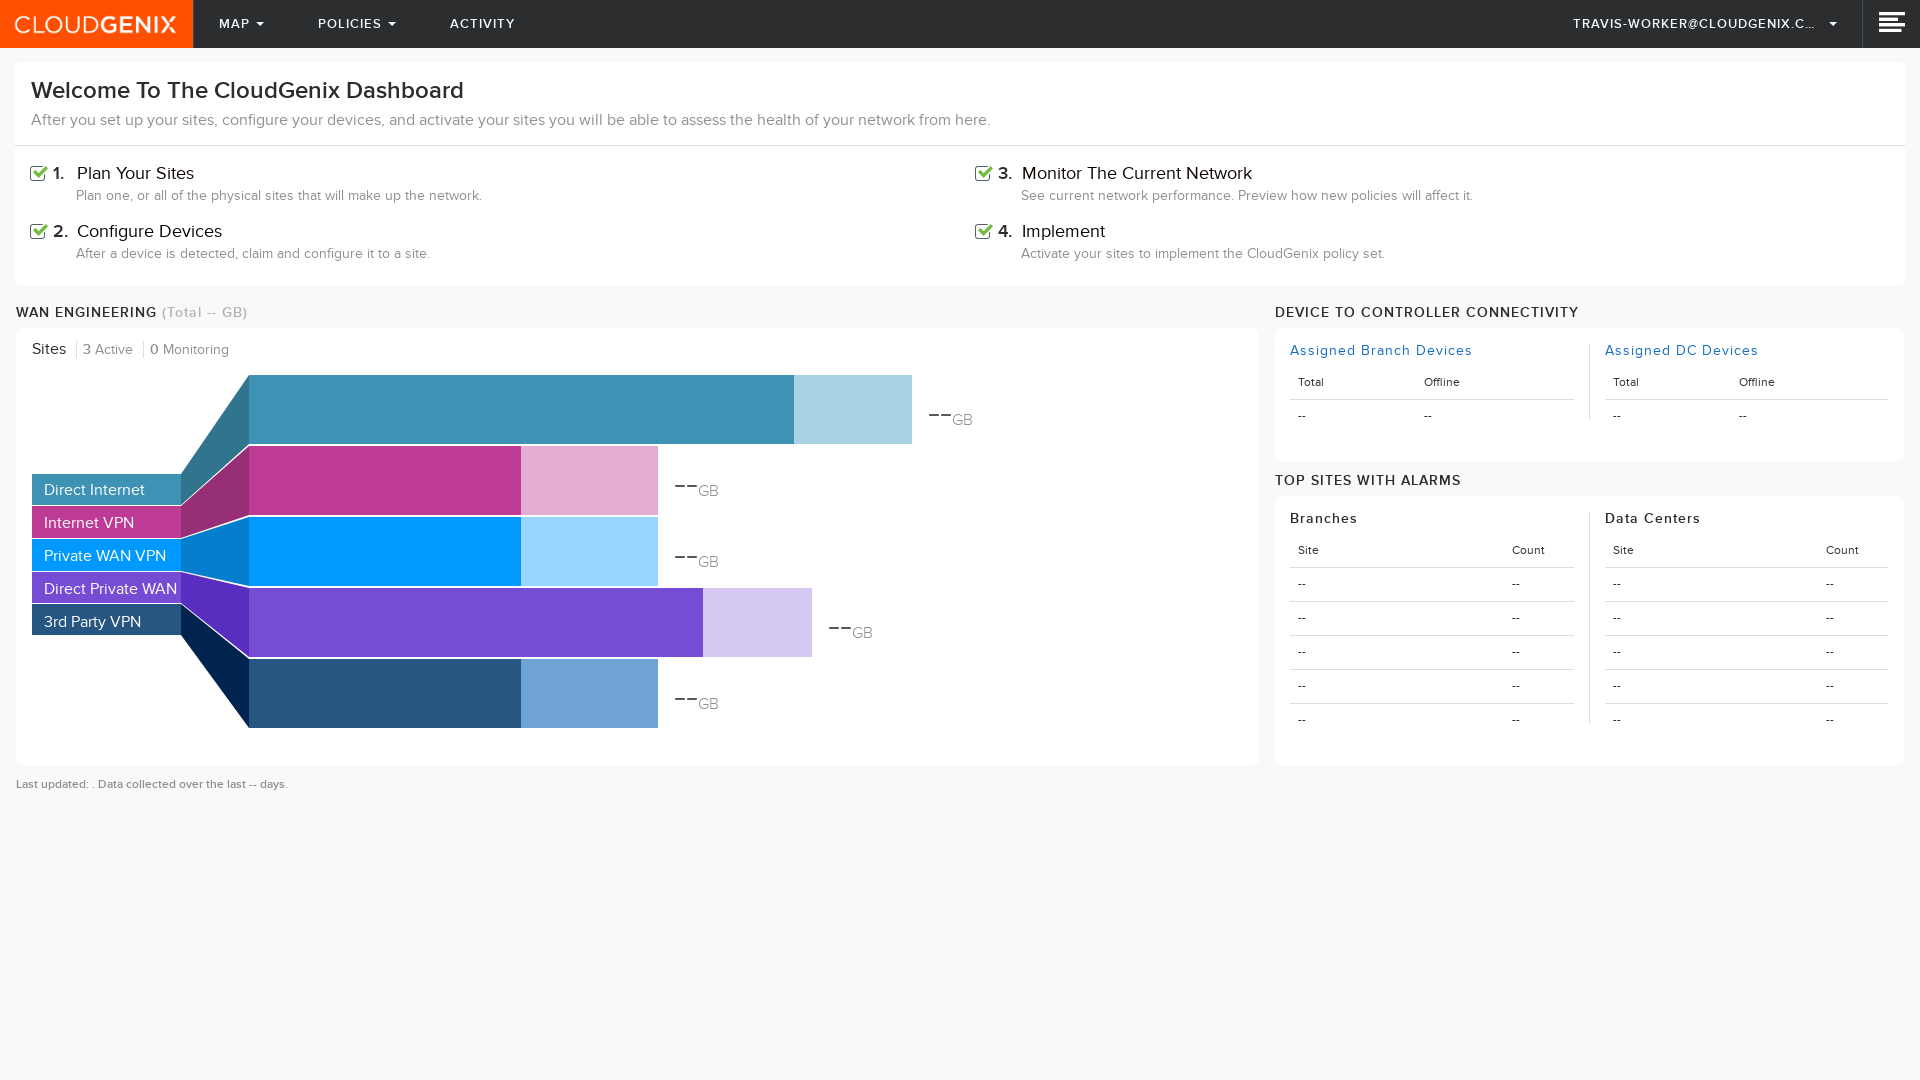 CLOUDGENIX
MAP
POLICIES
ACTIVITY
TRAVIS-WORKER@CLOUDGENIX.C...
Welcome To The CloudGenix Dashboard
After you set up your sites, configure your devices, and activate your sites you will be able to assess the health of your network from here.
1. Plan Your Sites
Plan one, or all of the physical sites that will make up the network.
2. Configure Devices
After a device is detected, claim and configure it to a site.
3. Monitor The Current Network
See current network performance. Preview how new policies will affect it.
4. Implement
Activate your sites to implement the CloudGenix policy set.
WAN ENGINEERING (Total -- GB)
Sites 3 Active 0 Monitoring
Direct Internet
Internet VPN
Private WAN VPN
Direct Private WAN
3rd Party VPN
--GB
--GB
--GB
--GB
--GB
Last updated: . Data collected over the last -- days.
DEVICE TO CONTROLLER CONNECTIVITY
Assigned Branch Devices
Total Offline
-- --
Assigned DC Devices
Total Offline
-- --
TOP SITES WITH ALARMS
Branches
Site Count
-- --
-- --
-- --
-- --
-- --
Data Centers
Site Count
-- --
-- --
-- --
-- --
-- --